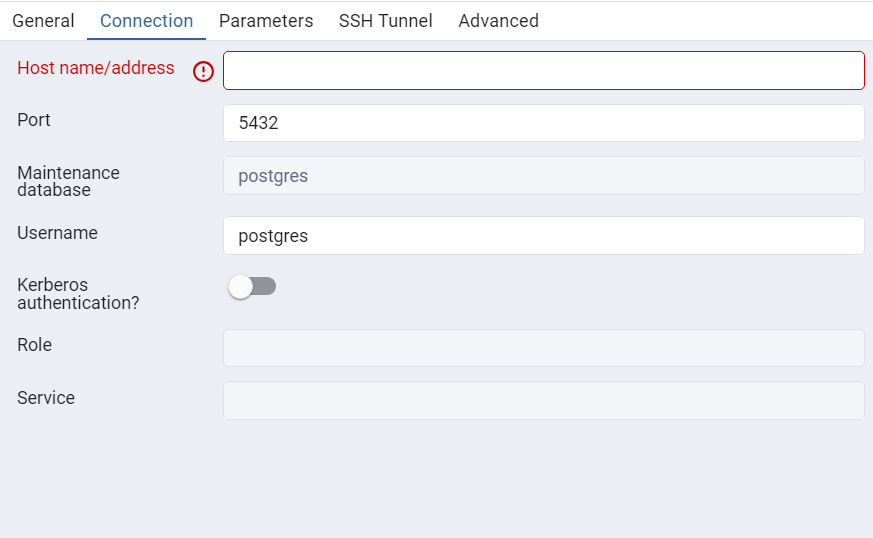 General Connection Parameters SSH Tunnel Advanced
Host name/address
Port 5432
Maintenance
database postgres
Username postgres
Kerberos
authentication?
Role
Service